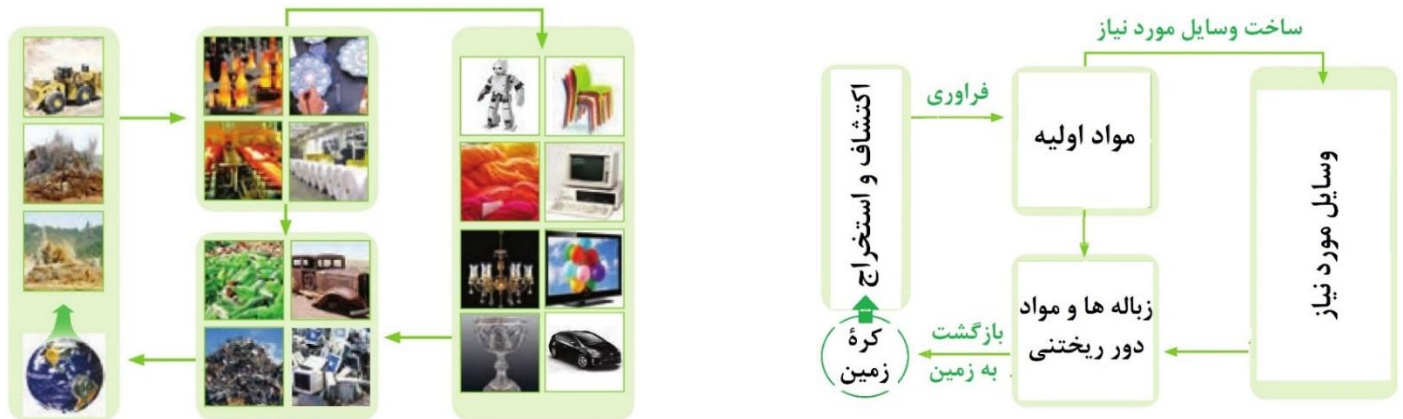 ساخت وسایل مورد نیاز
فراوری
اکتشاف و استخراج
مواد اولیه
وسایل مورد نیاز
زباله ها و مواد
دور ریختنی
بازگشت
به زمین
کرۀ
زمین